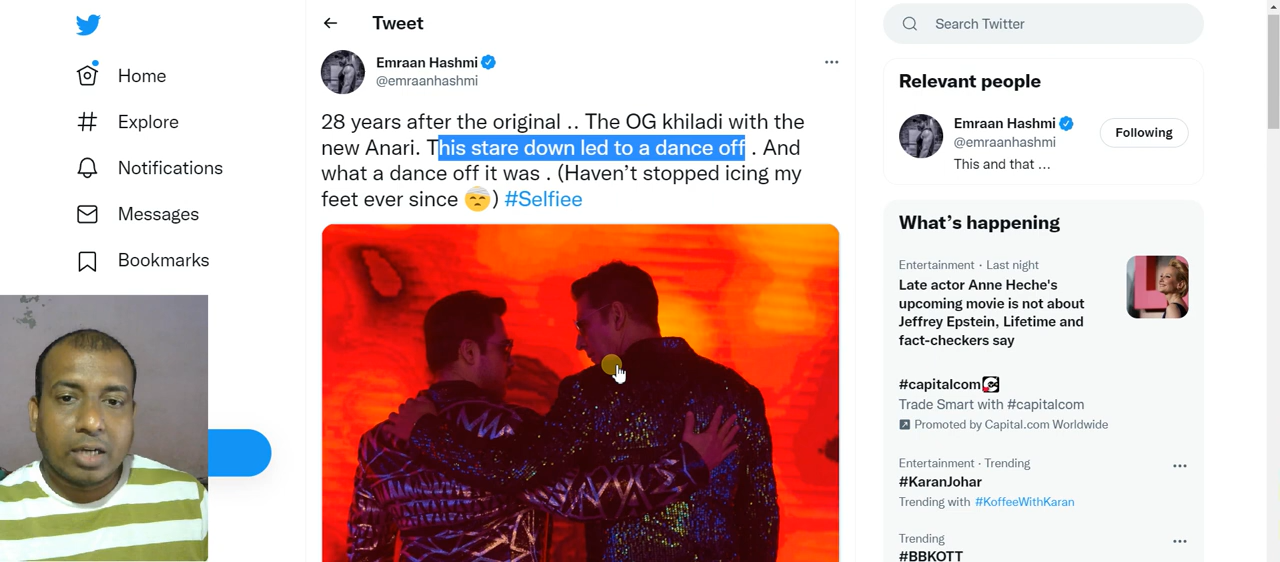 Home
Explore
Notifications
Messages
Bookmarks
Tweet
Emraan Hashmi
@emraanhashmi
28 years after the original .. The OG khiladi with the
new Anari. This stare down led to a dance off . And
what a dance off it was . (Haven’t stopped icing my
feet ever since ) #Selfiee
Search Twitter
Relevant people
Emraan Hashmi
@emraanhashmi
Following
This and that ...
What’s happening
Entertainment · Last night
Late actor Anne Heche's
upcoming movie is not about
Jeffrey Epstein, Lifetime and
fact-checkers say
#capitalcom
Trade Smart with #capitalcom
Promoted by Capital.com Worldwide
Entertainment · Trending
#KaranJohar
Trending with #KoffeeWithKaran
Trending
#BBKOTT